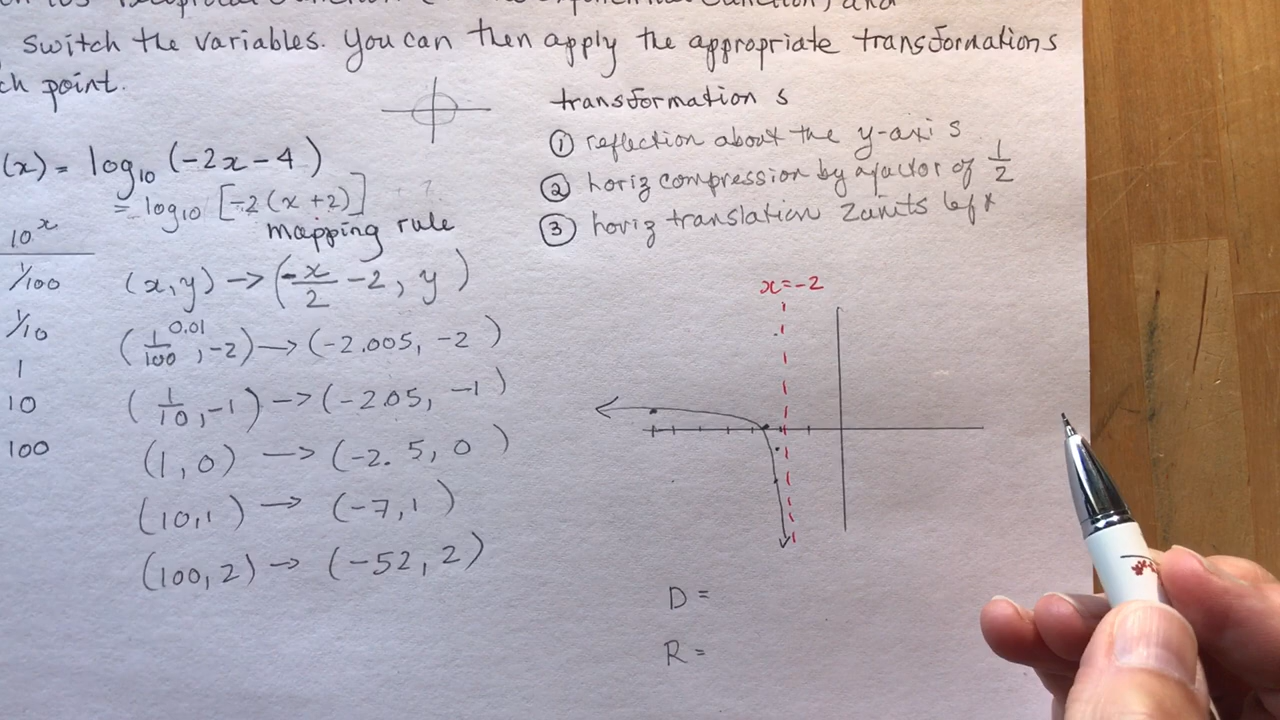 switch the variables. You can then apply the appropriate transformations
ch point.
transformations
① reflection about the y-axis
② horiz compression by a factor of 1/2
③ horiz translation 2 units left
(x) = log₁₀ (-2x-4)
= log₁₀ [-2(x+2)]
mapping rule
10ˣ
1/100
1/10
1
10
100
(x,y) → (-x/2 -2, y)
0.01
(1/100, -2) → (-2.005, -2)
(1/10, -1) → (-2.05, -1)
(1, 0) → (-2.5, 0)
(10, 1) → (-7, 1)
(100, 2) → (-52, 2)
x=-2
D =
R =